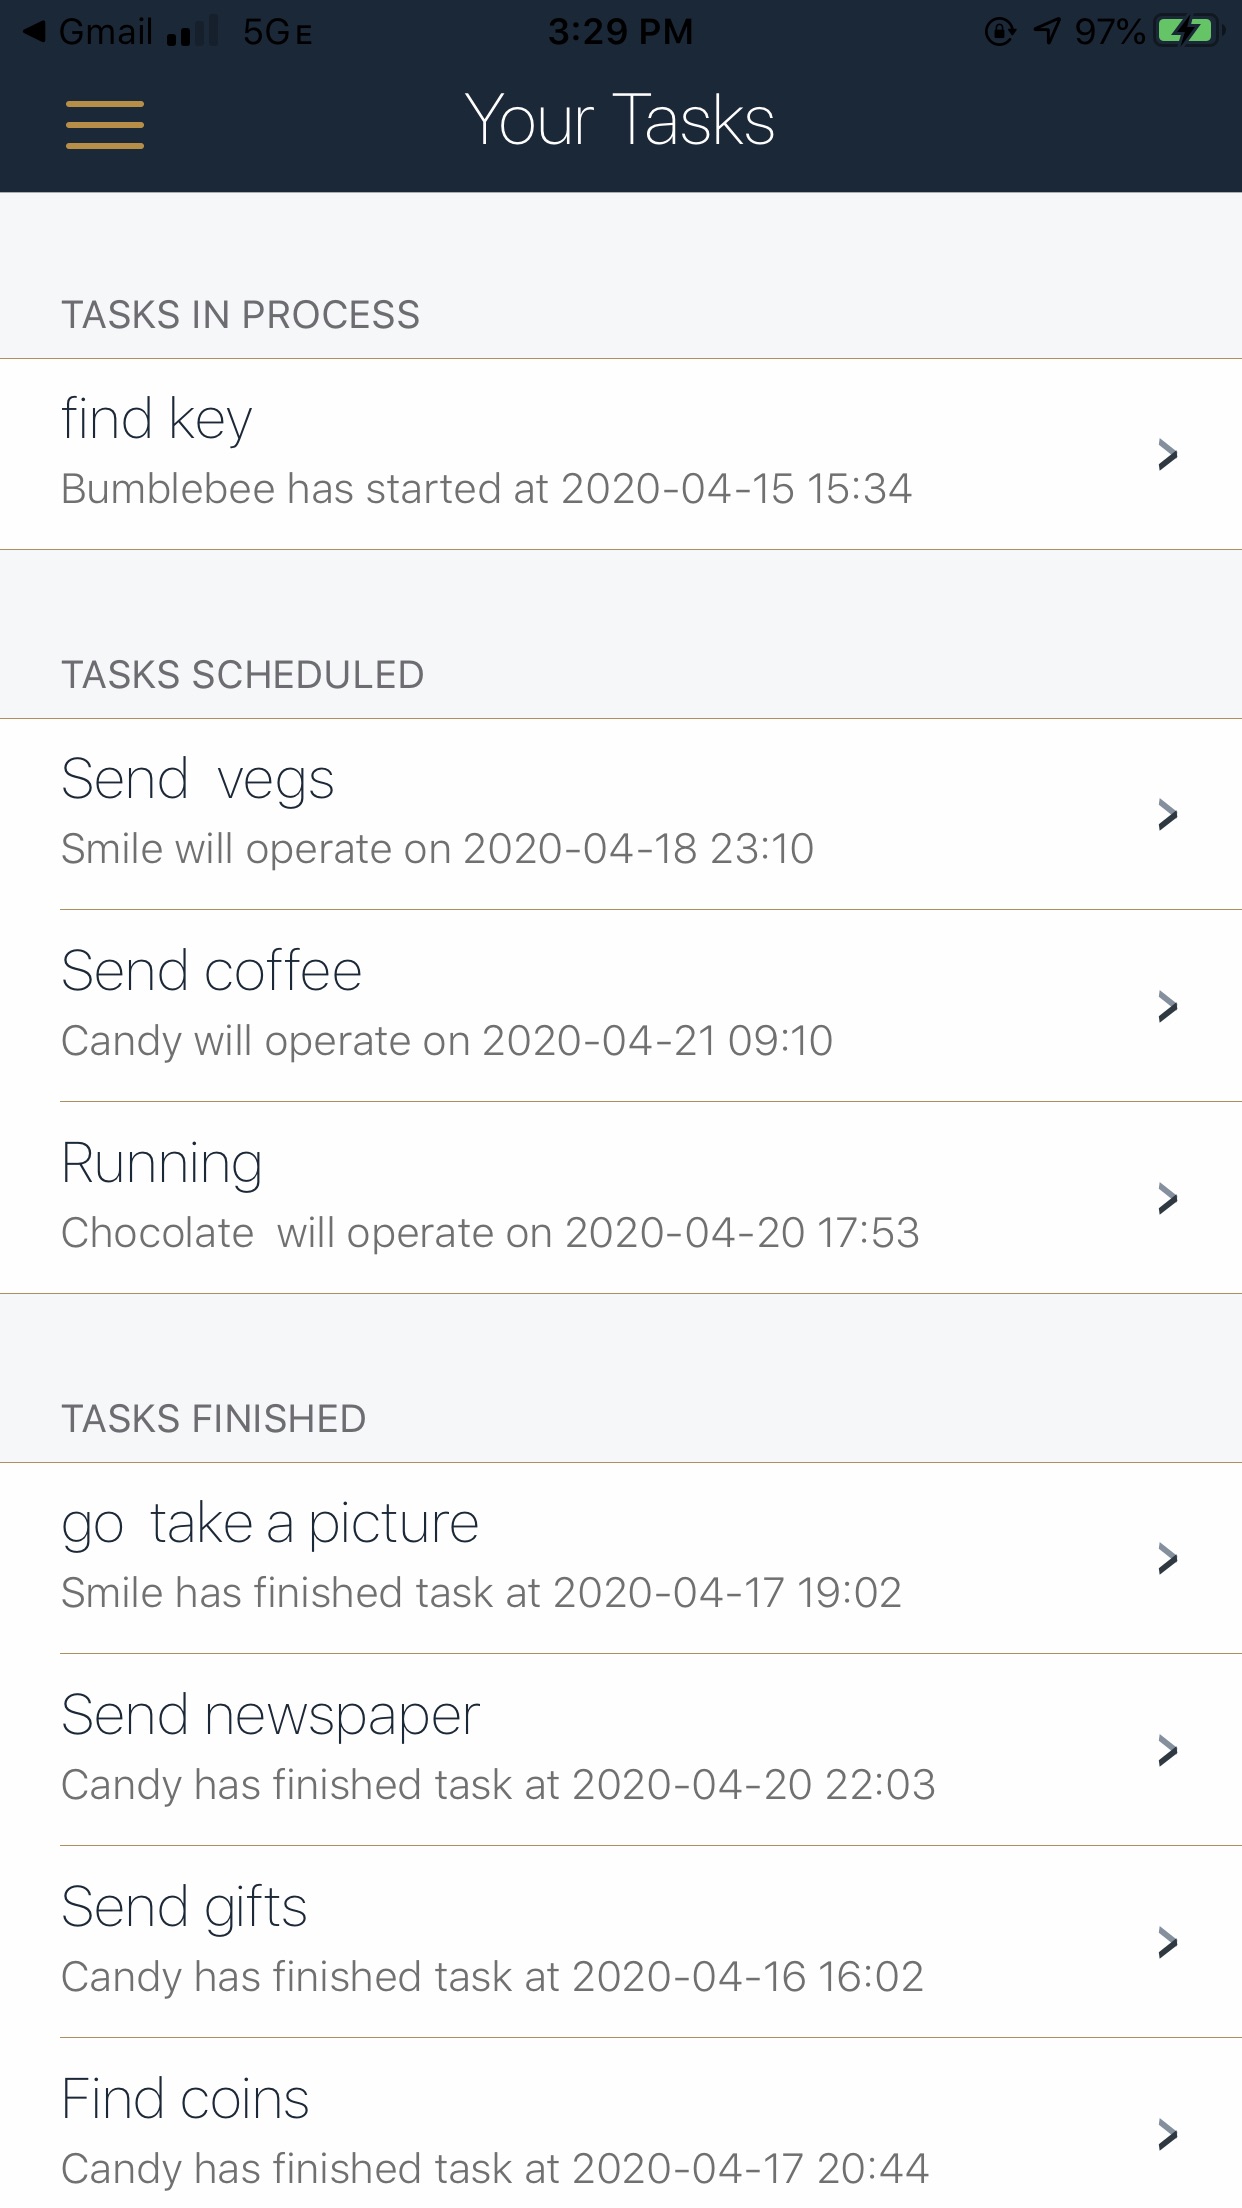 Gmail 5GE 3:29 PM 97%
Your Tasks
TASKS IN PROCESS
find key
Bumblebee has started at 2020-04-15 15:34
TASKS SCHEDULED
Send  vegs
Smile will operate on 2020-04-18 23:10
Send coffee
Candy will operate on 2020-04-21 09:10
Running
Chocolate  will operate on 2020-04-20 17:53
TASKS FINISHED
go  take a picture
Smile has finished task at 2020-04-17 19:02
Send newspaper
Candy has finished task at 2020-04-20 22:03
Send gifts
Candy has finished task at 2020-04-16 16:02
Find coins
Candy has finished task at 2020-04-17 20:44